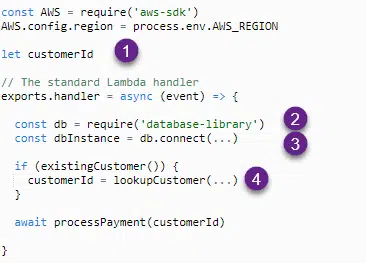 const AWS = require('aws-sdk')
AWS.config.region = process.env.AWS_REGION
let customerId 1
// The standard Lambda handler
exports.handler = async (event) => {
const db = require('database-library') 2
const dbInstance = db.connect(...) 3
if (existingCustomer()) {
customerId = lookupCustomer(...) 4
}
await processPayment(customerId)
}